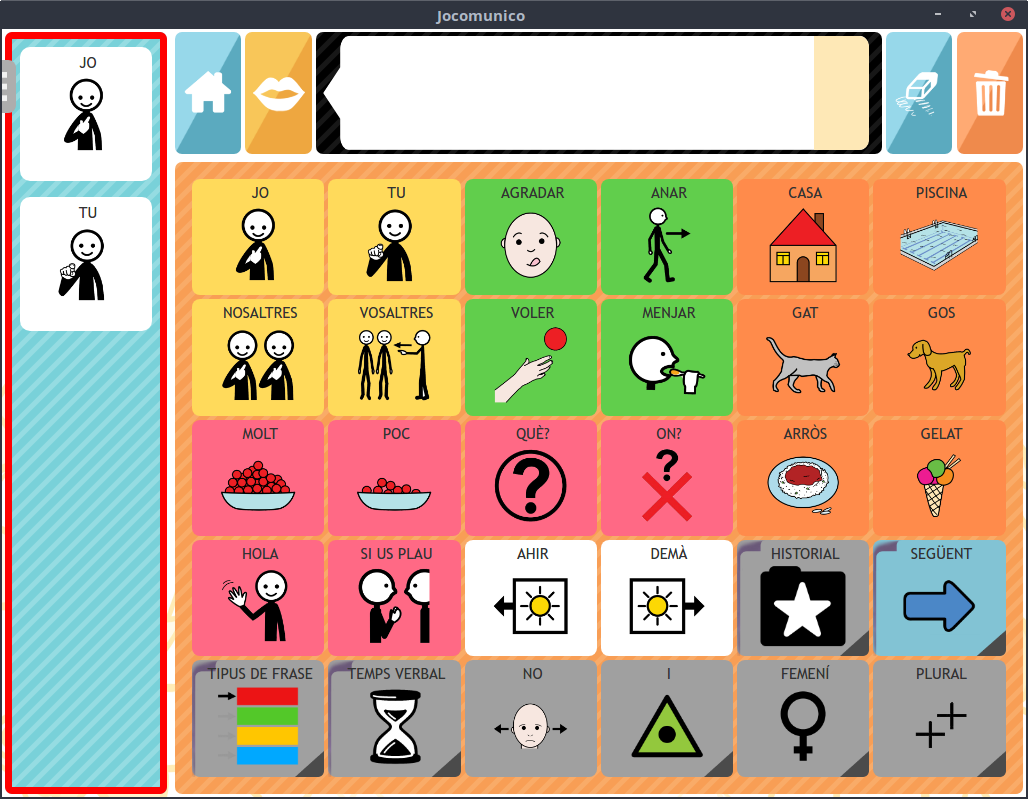 Jocomunico
JO
TU
JO
TU
AGRADAR
ANAR
CASA
PISCINA
NOSALTRES
VOSALTRES
VOLER
MENJAR
GAT
GOS
MOLT
POC
QUÈ?
ON?
ARRÒS
GELAT
HOLA
SI US PLAU
AHIR
DEMÀ
HISTORIAL
SEGÜENT
TIPUS DE FRASE
TEMPS VERBAL
NO
I
FEMENÍ
PLURAL